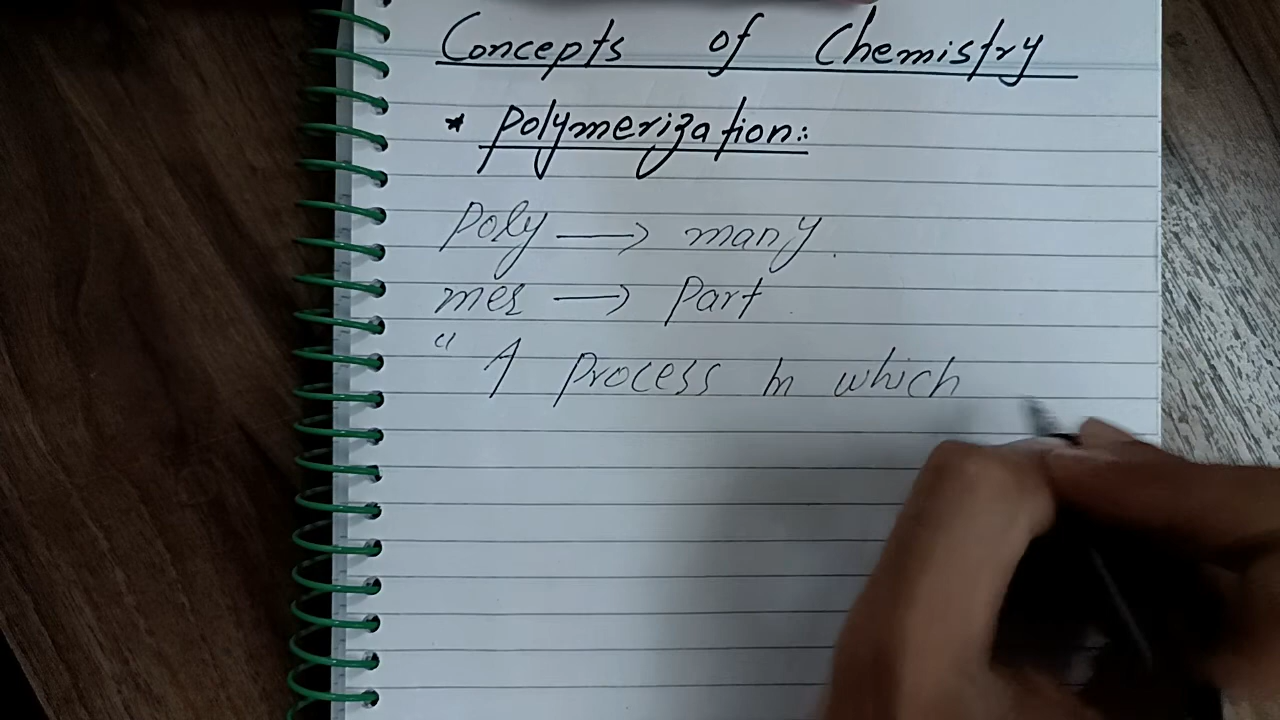 Concepts of Chemistry
* Polymerization:
Poly → many.
mer → Part
" A Process In which